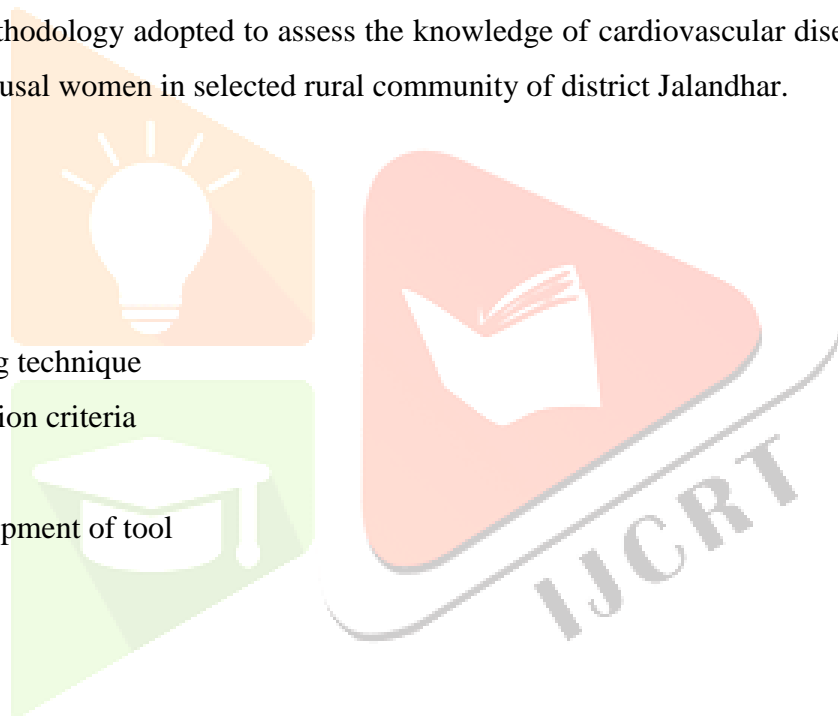 thodology adopted to assess the knowledge of cardiovascular dise
usal women in selected rural community of district Jalandhar.
g technique
ion criteria
pment of tool
IJCRT